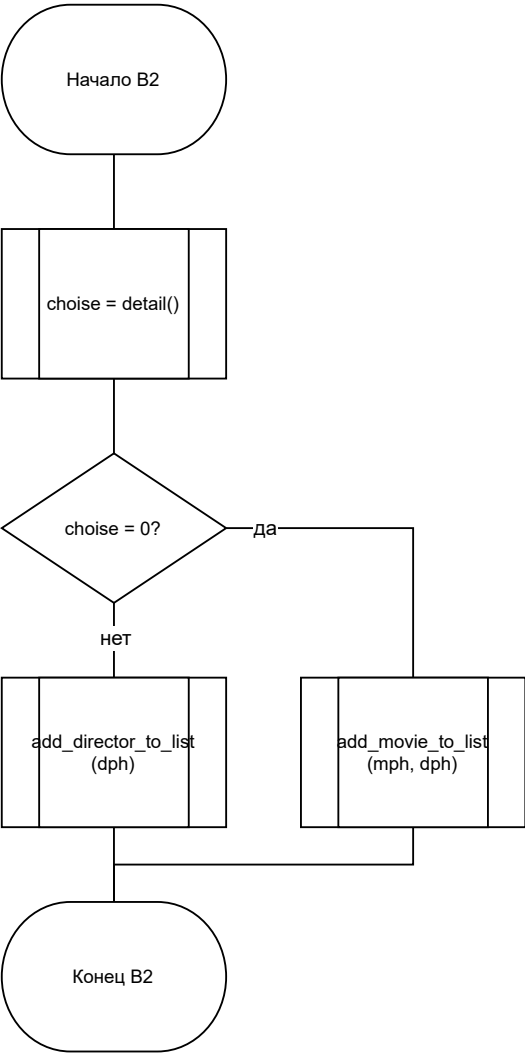 Начало B2
choise = detail()
choise = 0?
да
нет
add_director_to_list
(dph)
add_movie_to_list
(mph, dph)
Конец B2